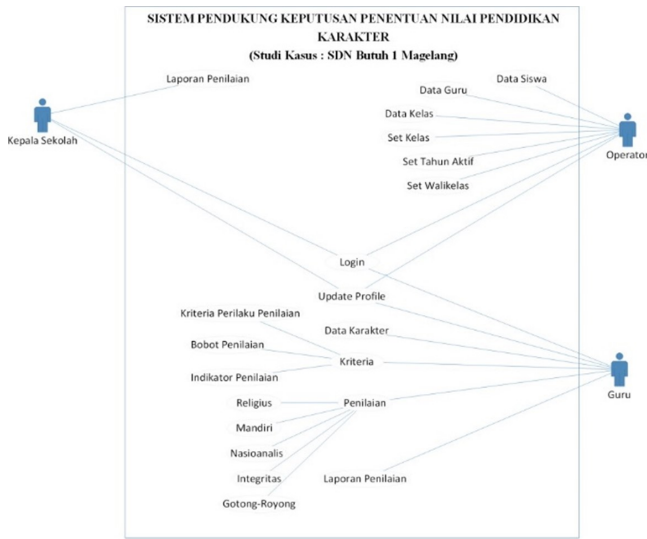 SISTEM PENDUKUNG KEPUTUSAN PENENTUAN NILAI PENDIDIKAN
KARAKTER
(Studi Kasus : SDN Butuh 1 Magelang)
Laporan Penilaian
Data Siswa
Data Guru
Data Kelas
Set Kelas
Kepala Sekolah
Operator
Set Tahun Aktif
Set Walikelas
Login
Update Profile
Kriteria Perilaku Penilaian
Data Karakter
Bobot Penilaian
Kriteria
Indikator Penilaian
Guru
Religius
Penilaian
Mandiri
Nasioanalis
Integritas
Laporan Penilaian
Gotong-Royong